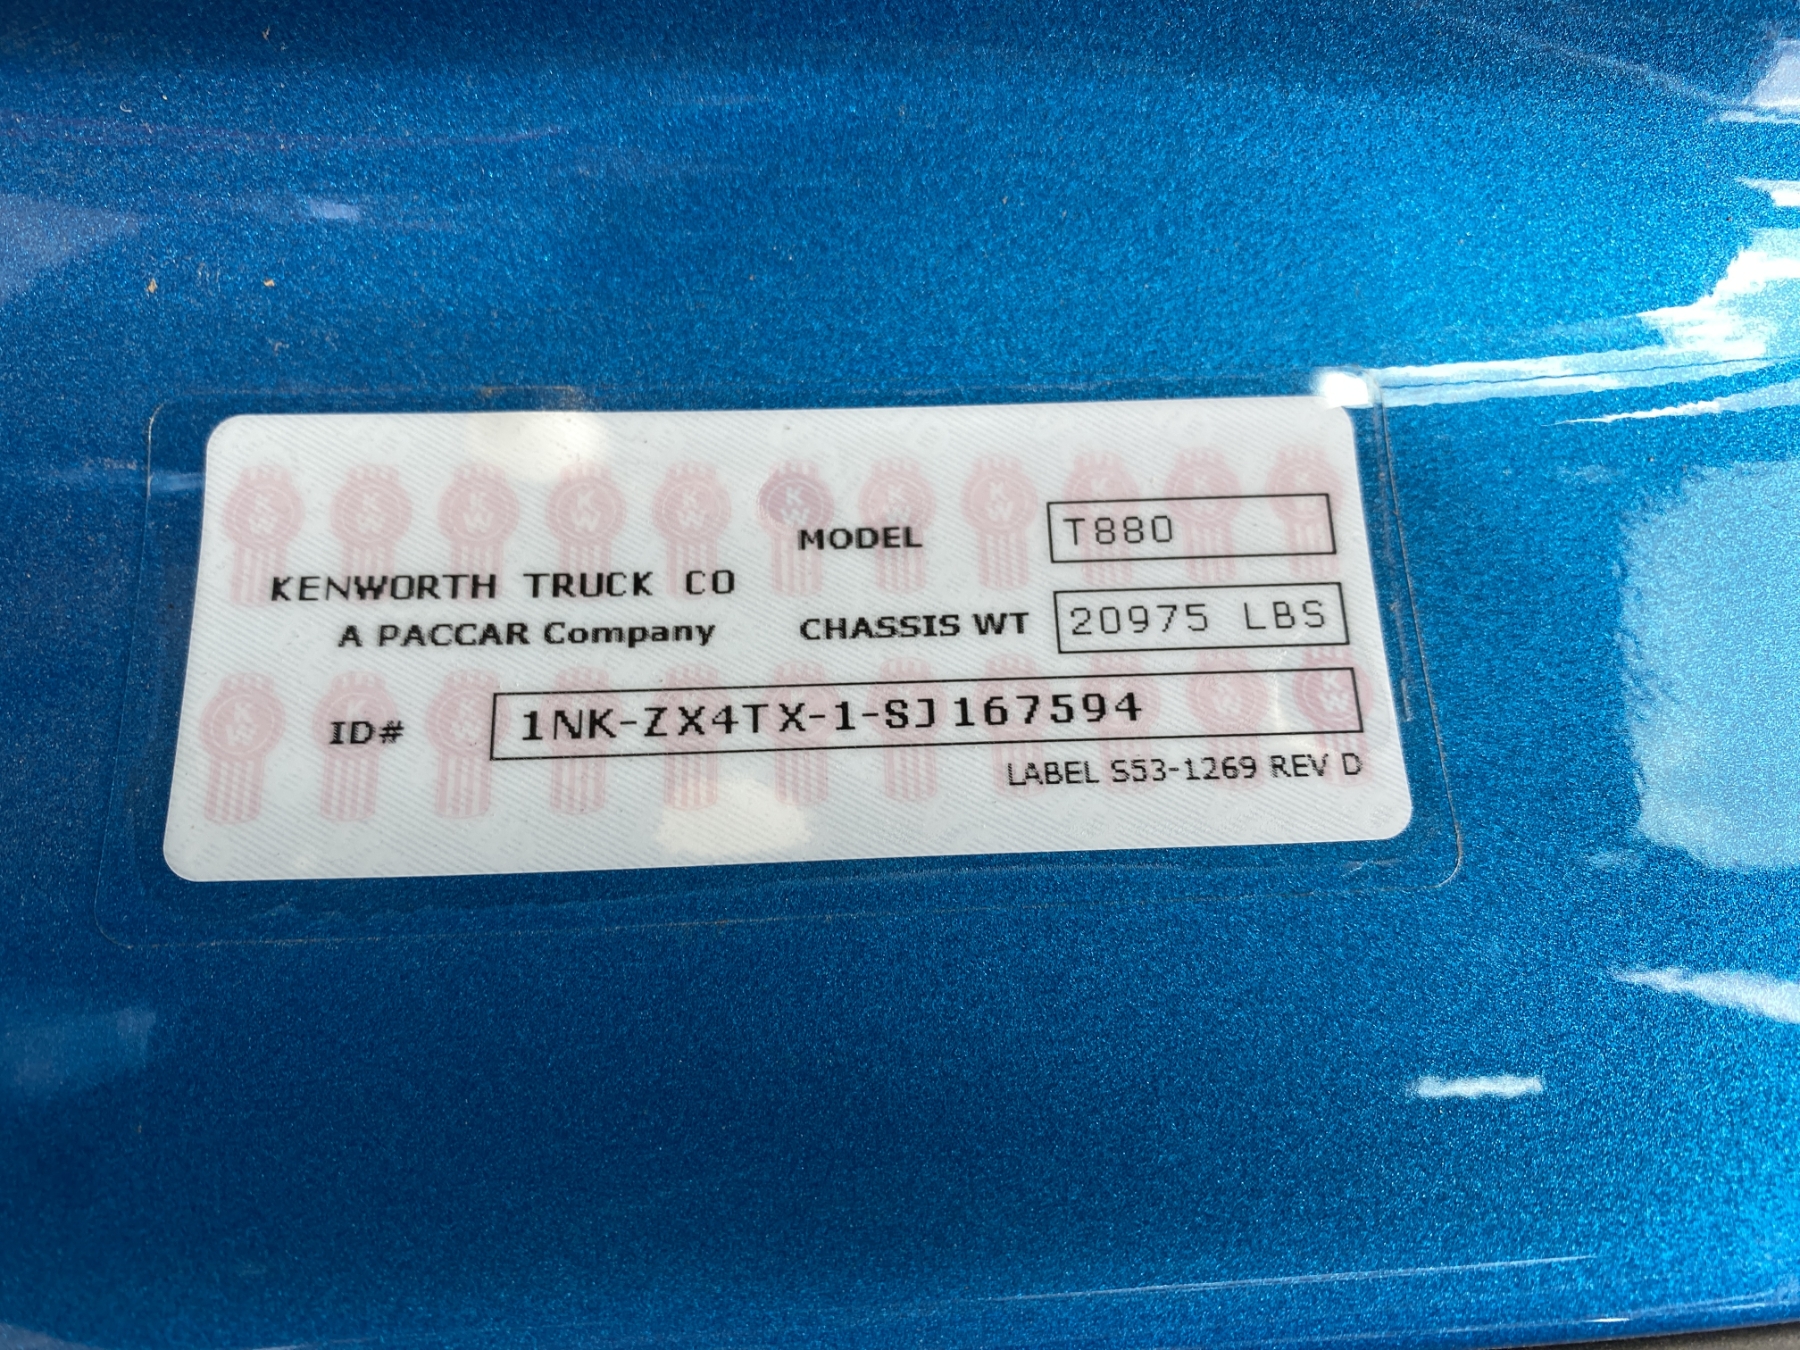 MODEL T880
KENWORTH TRUCK CO
A PACCAR Company
CHASSIS WT 20975 LBS
ID# 1NK-ZX4TX-1-SJ167594
LABEL S53-1269 REV D